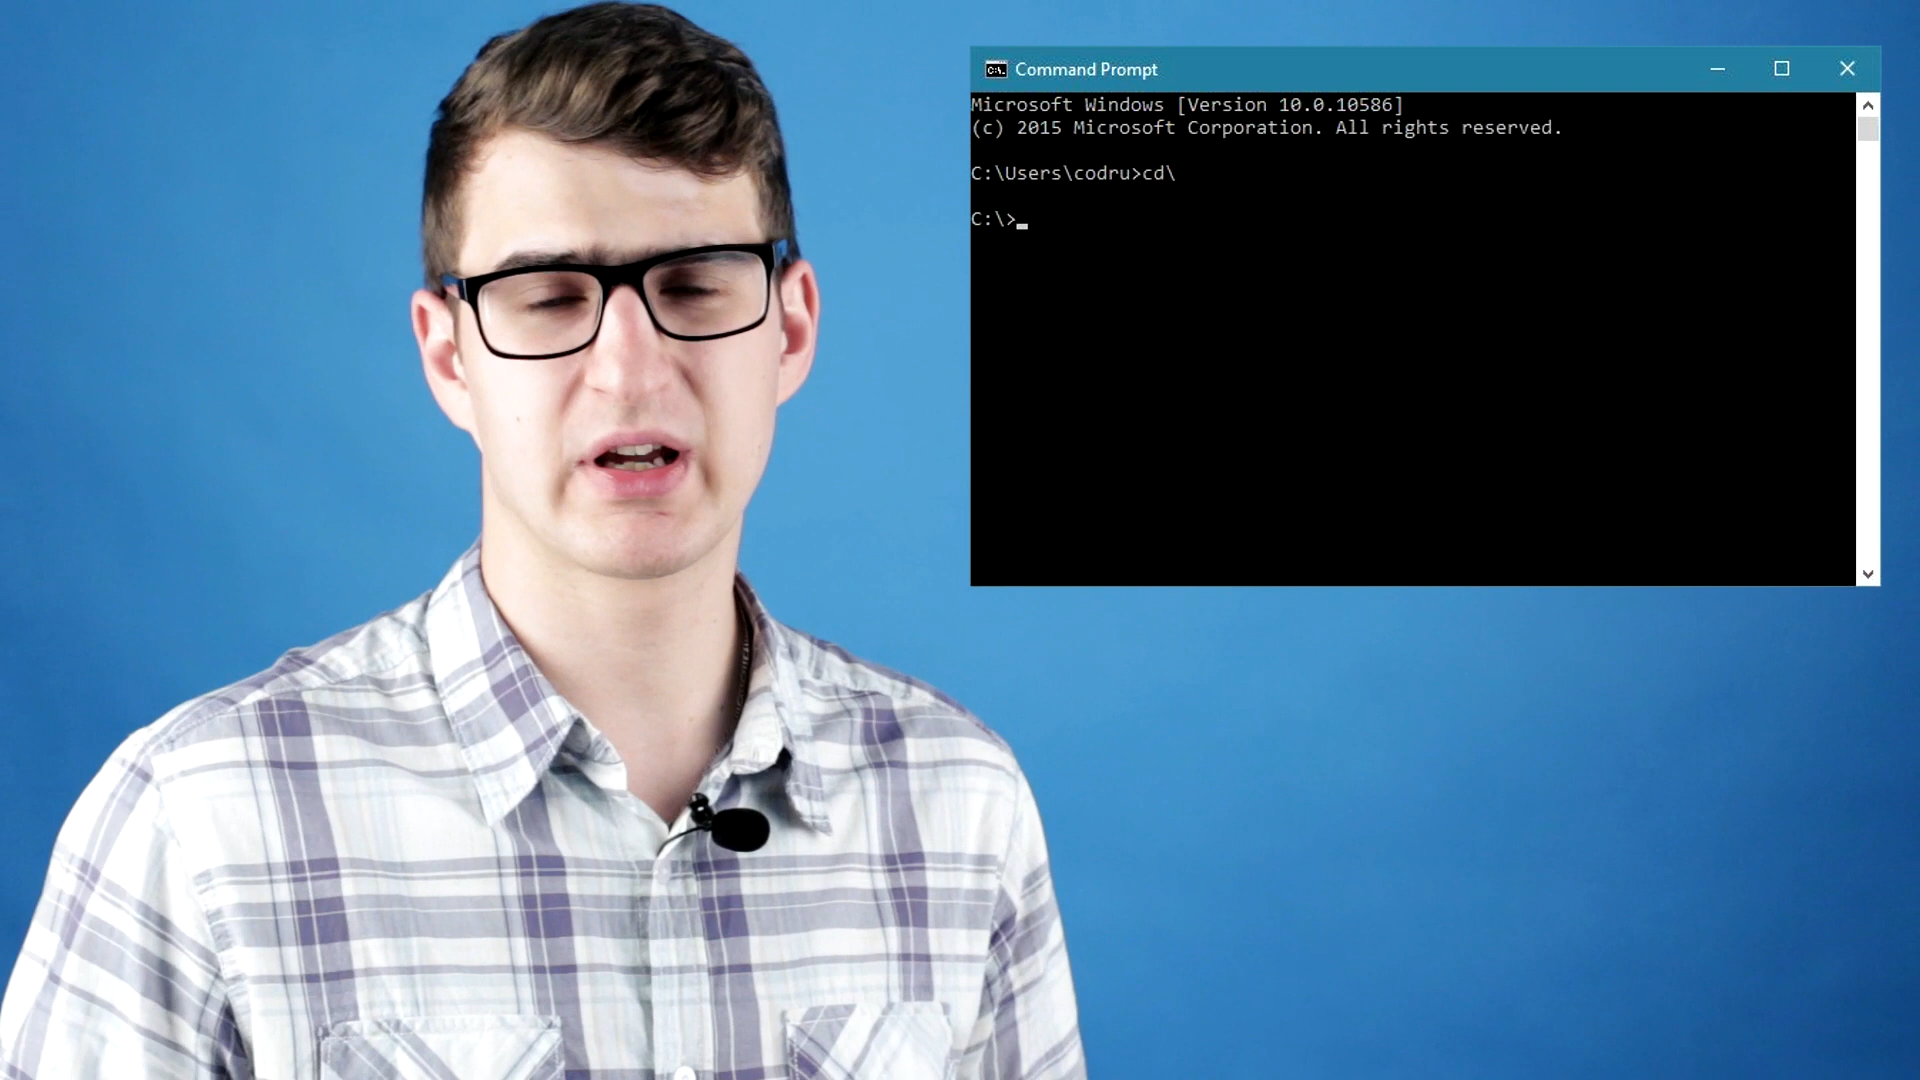 Command Prompt
Microsoft Windows [Version 10.0.10586]
(c) 2015 Microsoft Corporation. All rights reserved.
C:\Users\codru>cd\
C:\>